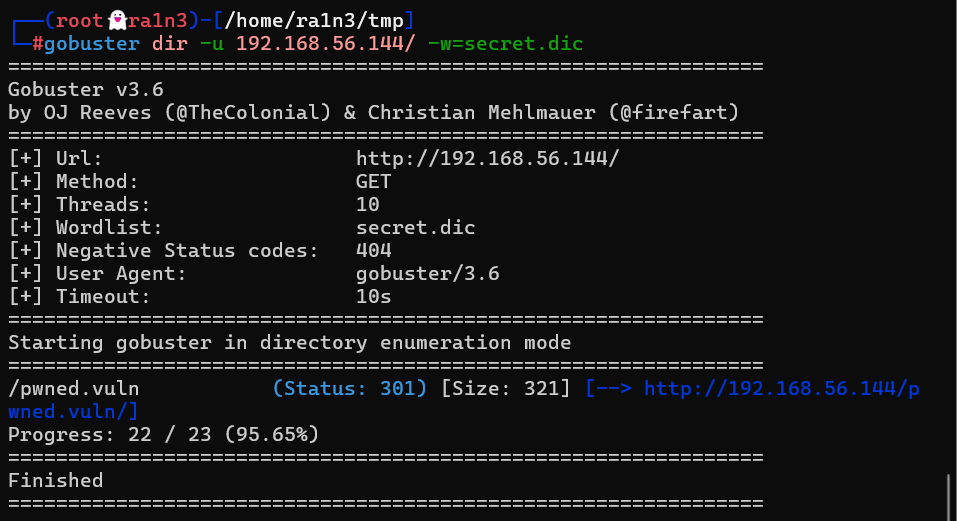 ┌──(root👻ra1n3)-[/home/ra1n3/tmp]
└─#gobuster dir -u 192.168.56.144/ -w=secret.dic
===============================================================
Gobuster v3.6
by OJ Reeves (@TheColonial) & Christian Mehlmauer (@firefart)
===============================================================
[+] Url:                     http://192.168.56.144/
[+] Method:                  GET
[+] Threads:                 10
[+] Wordlist:                secret.dic
[+] Negative Status codes:   404
[+] User Agent:              gobuster/3.6
[+] Timeout:                 10s
===============================================================
Starting gobuster in directory enumeration mode
===============================================================
/pwned.vuln           (Status: 301) [Size: 321] [--> http://192.168.56.144/p
wned.vuln/]
Progress: 22 / 23 (95.65%)
===============================================================
Finished
===============================================================